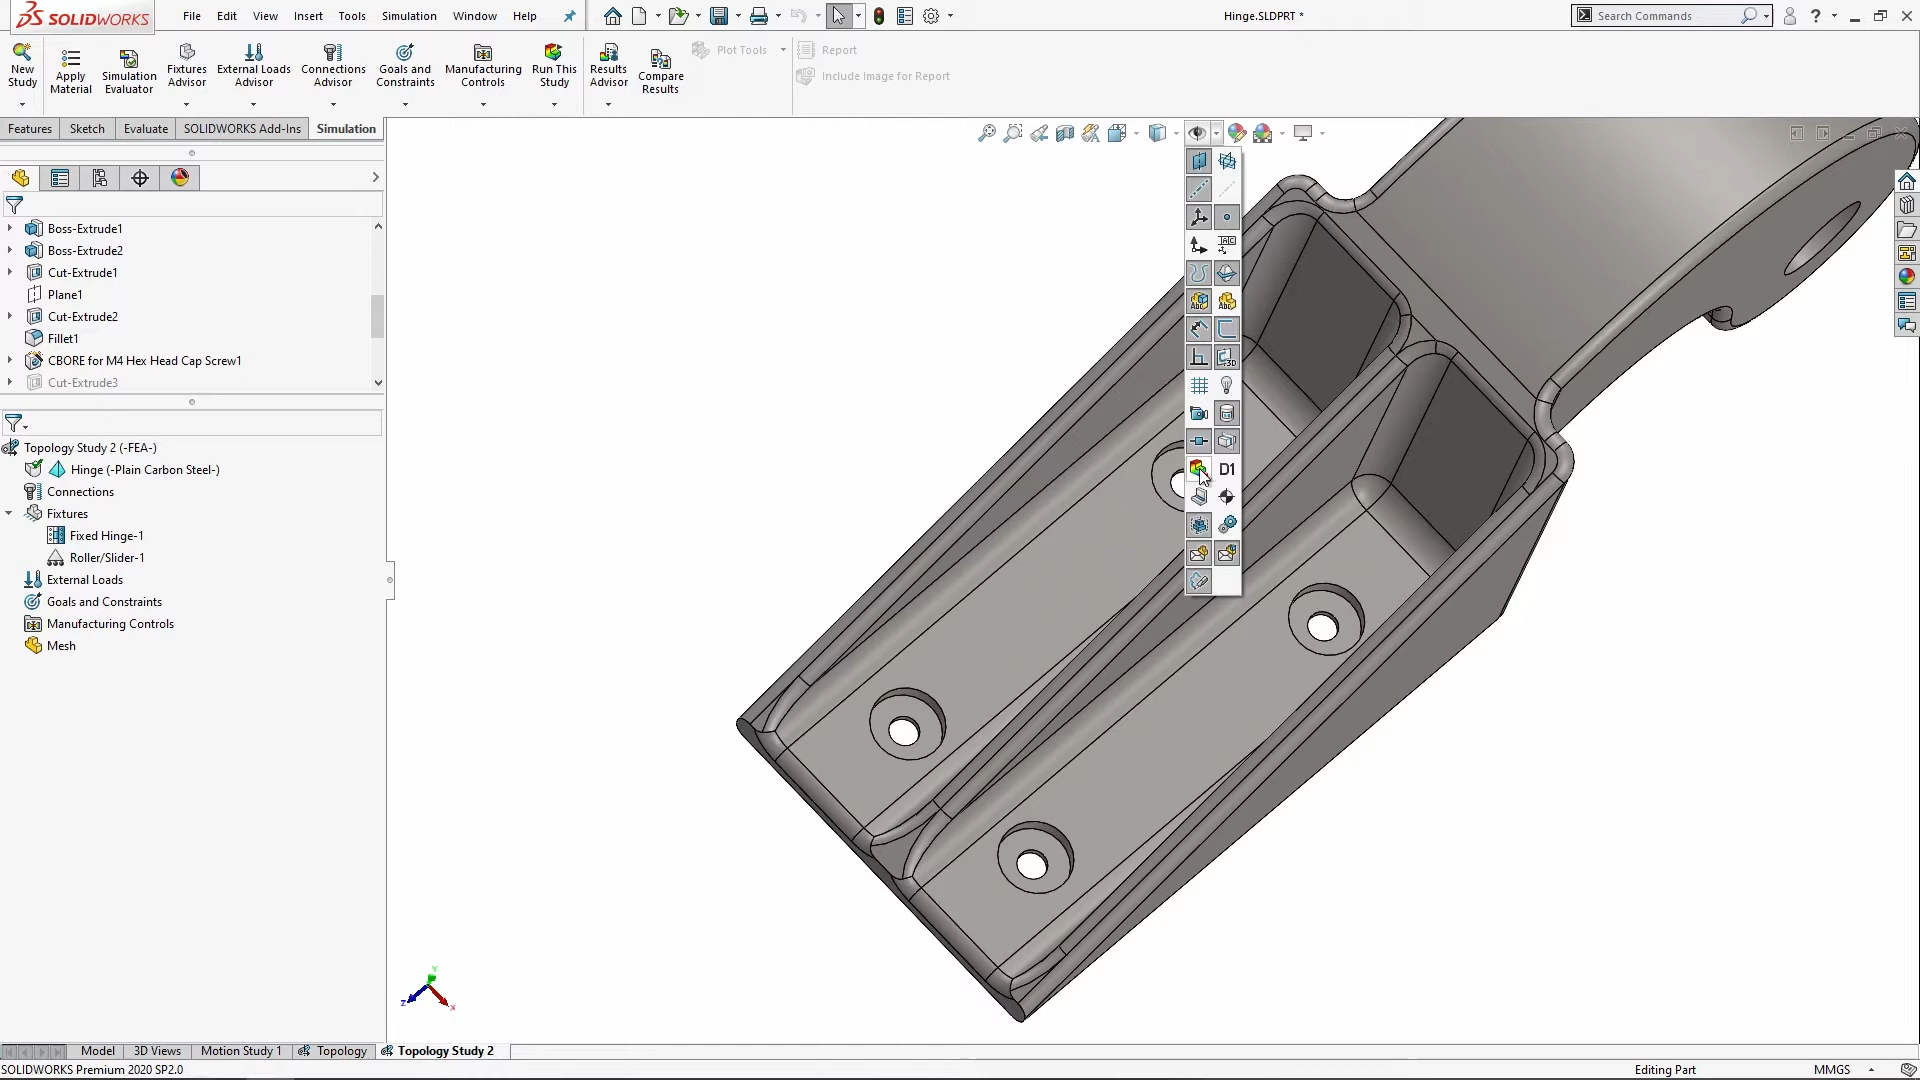 SOLIDWORKS
File Edit View Insert Tools Simulation Window Help
Hinge.SLDPRT *
Search Commands
New Study
Apply Material
Simulation Evaluator
Fixtures Advisor
External Loads Advisor
Connections Advisor
Goals and Constraints
Manufacturing Controls
Run This Study
Results Advisor
Compare Results
Plot Tools
Report
Include Image for Report
Features Sketch Evaluate SOLIDWORKS Add-Ins Simulation
Boss-Extrude1
Boss-Extrude2
Cut-Extrude1
Plane1
Cut-Extrude2
Fillet1
CBORE for M4 Hex Head Cap Screw1
Cut-Extrude3
Topology Study 2 (-FEA-)
Hinge (-Plain Carbon Steel-)
Connections
Fixtures
Fixed Hinge-1
Roller/Slider-1
External Loads
Goals and Constraints
Manufacturing Controls
Mesh
D1
Y
Z
X
Model 3D Views Motion Study 1 Topology Topology Study 2
SOLIDWORKS Premium 2020 SP2.0
Editing Part
MMGS